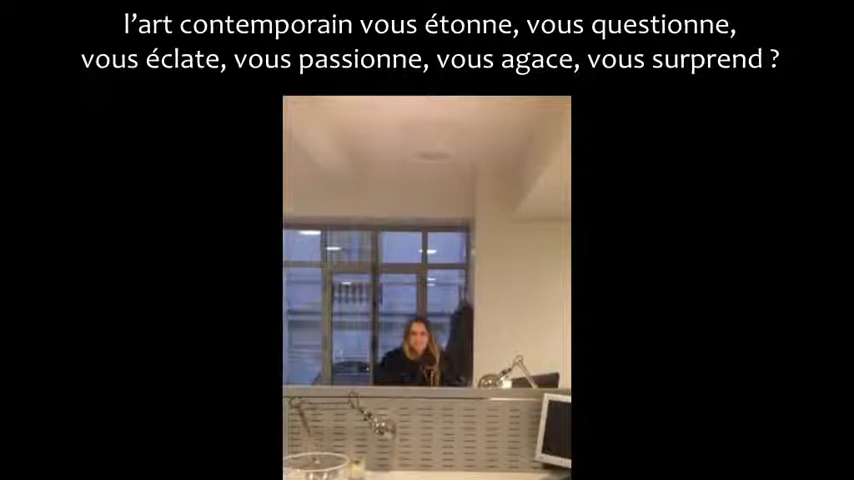 l’art contemporain vous étonne, vous questionne,
vous éclate, vous passionne, vous agace, vous surprend ?